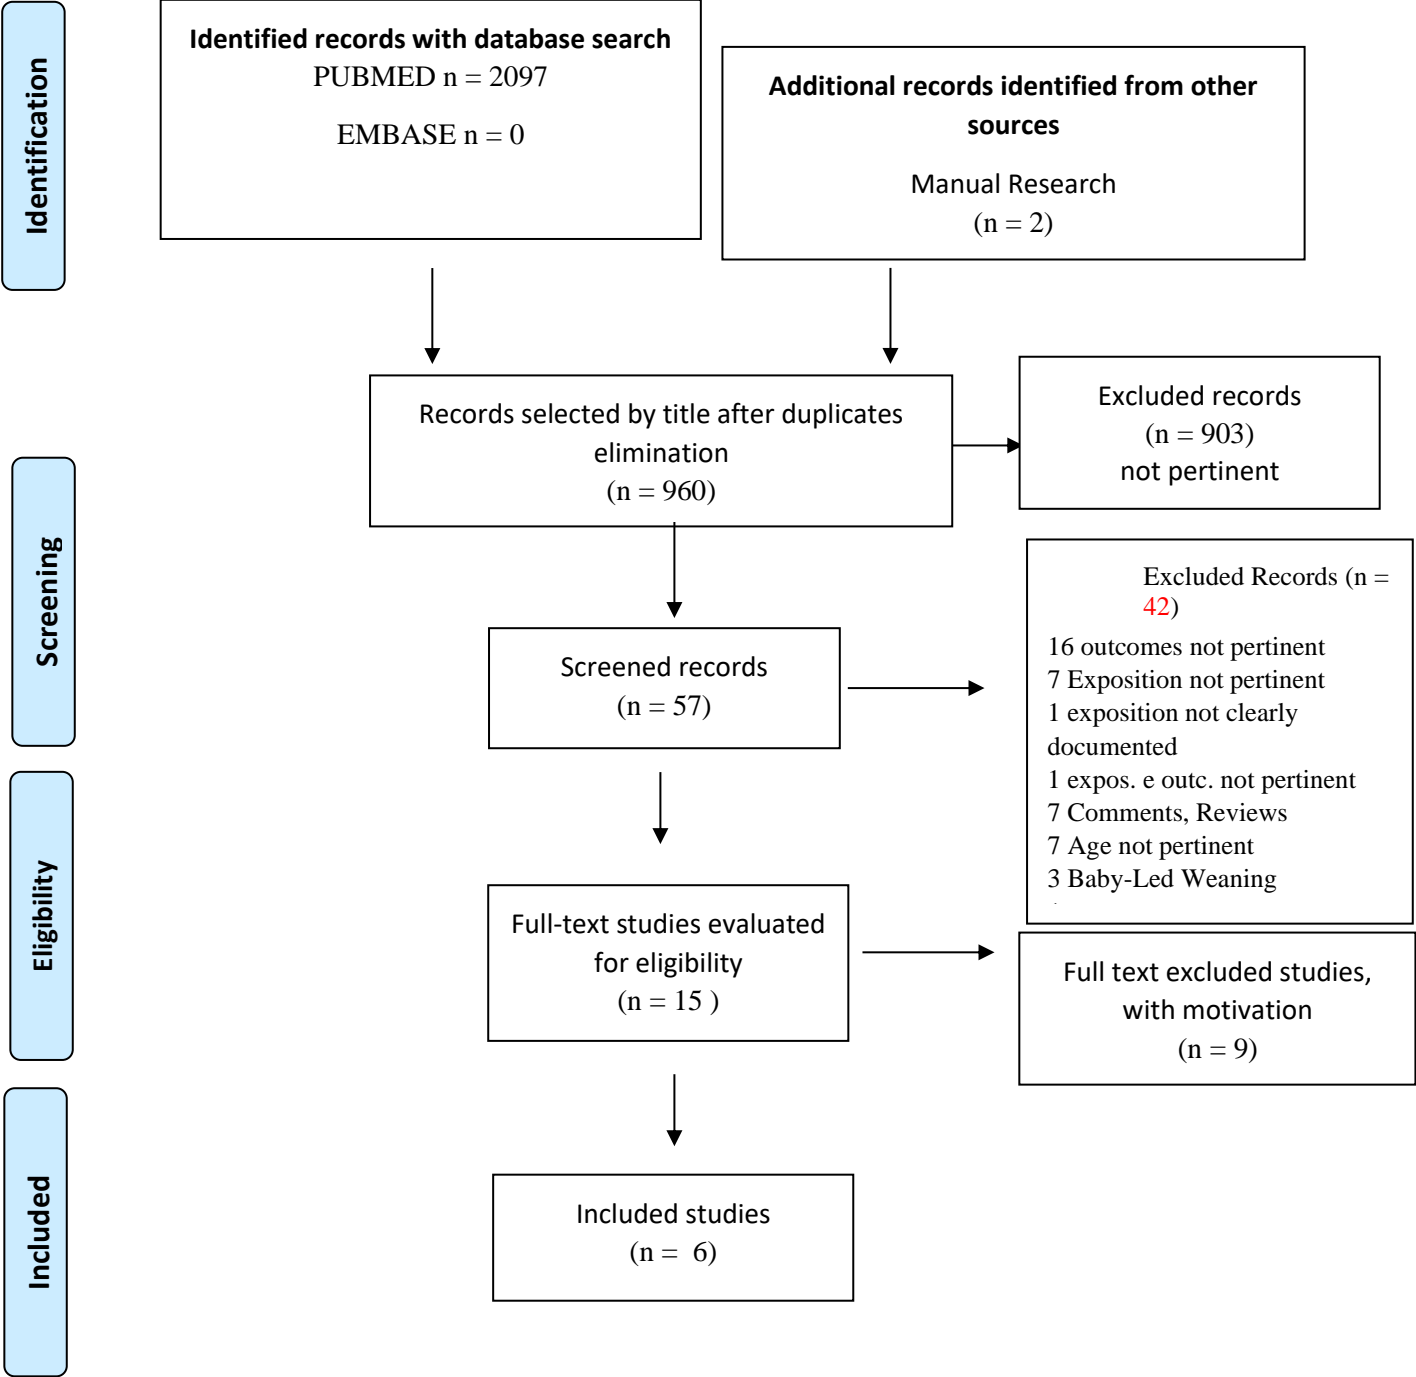 Identification
Identified records with database search
PUBMED n = 2097
EMBASE n = 0
Additional records identified from other
sources
Manual Research
(n = 2)
Records selected by title after duplicates
elimination
(n = 960)
Excluded records
(n = 903)
not pertinent
Screening
Screened records
(n = 57)
Excluded Records (n =
42)
16 outcomes not pertinent
7 Exposition not pertinent
1 exposition not clearly
documented
1 expos. e outc. not pertinent
7 Comments, Reviews
7 Age not pertinent
3 Baby-Led Weaning
Eligibility
Full-text studies evaluated
for eligibility
(n = 15 )
Full text excluded studies,
with motivation
(n = 9)
Included
Included studies
(n =  6)